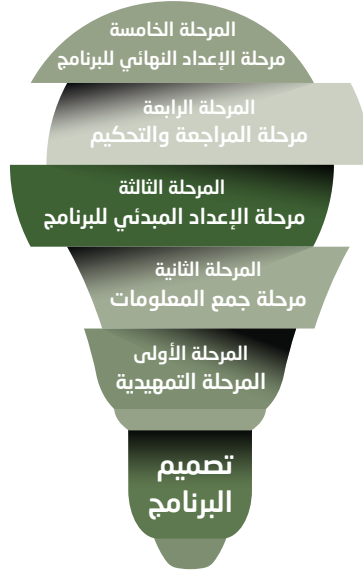 المرحلة الخامسة
مرحلة الإعداد النهائي للبرنامج
المرحلة الرابعة
مرحلة المراجعة والتحكيم
المرحلة الثالثة
مرحلة الإعداد المبدئي للبرنامج
المرحلة الثانية
مرحلة جمع المعلومات
المرحلة الأولى
المرحلة التمهيدية
تصميم
البرنامج